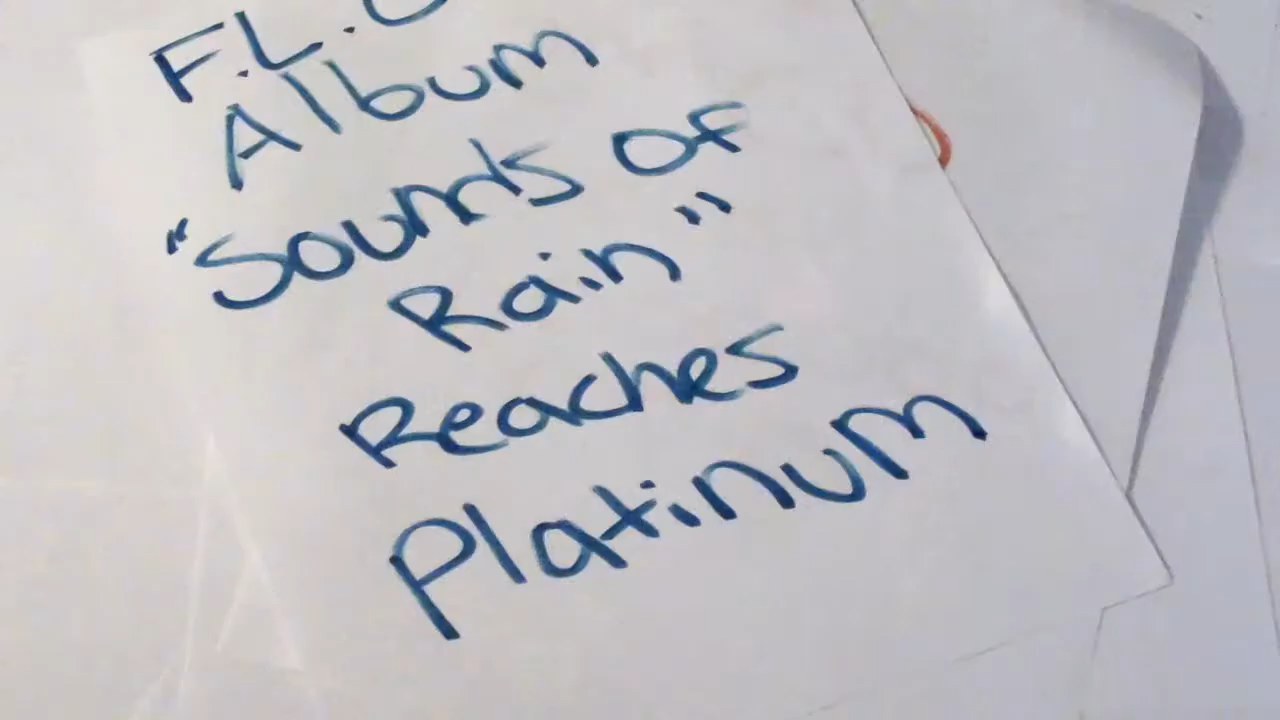 F.L.
Album
"Sounds of
Rain"
Reaches
Platinum